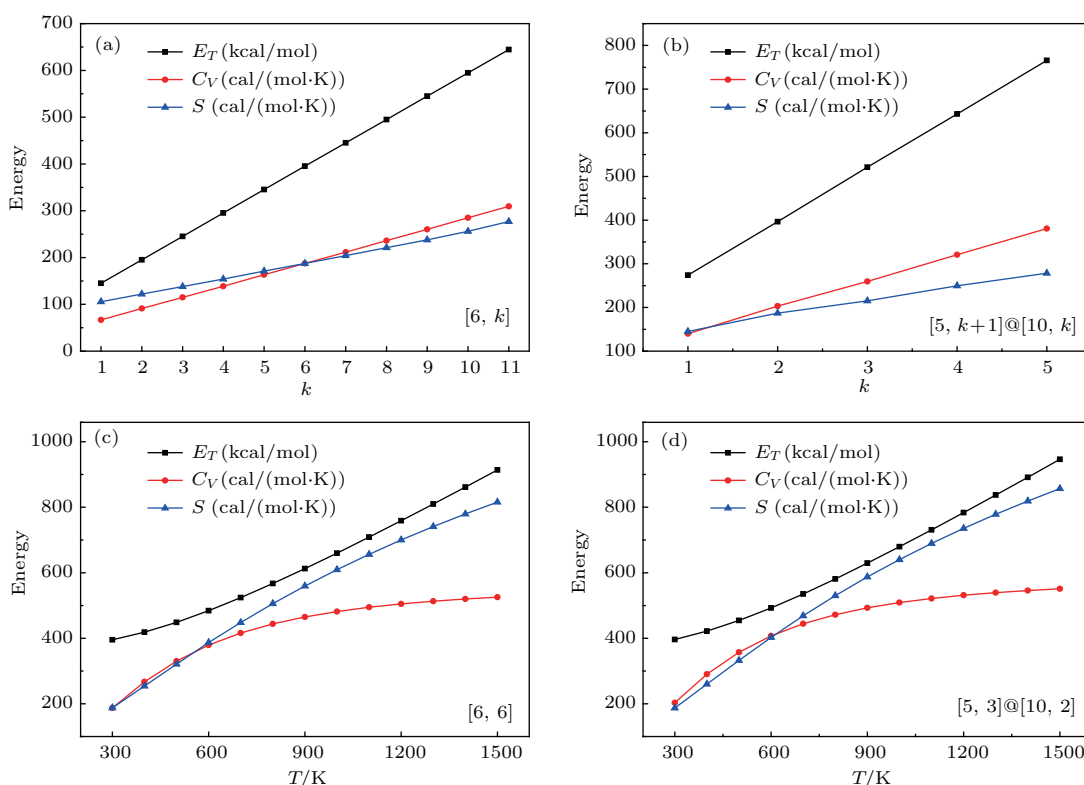 (a)
E_T (kcal/mol)
C_V (cal/(mol·K))
S (cal/(mol·K))
[6, k]
Energy
700
600
500
400
300
200
100
0
1 2 3 4 5 6 7 8 9 10 11
k
(b)
E_T (kcal/mol)
C_V (cal/(mol·K))
S (cal/(mol·K))
[5, k+1]@[10, k]
Energy
800
700
600
500
400
300
200
100
1 2 3 4 5
k
(c)
E_T (kcal/mol)
C_V (cal/(mol·K))
S (cal/(mol·K))
[6, 6]
Energy
1000
800
600
400
200
300 600 900 1200 1500
T/K
(d)
E_T (kcal/mol)
C_V (cal/(mol·K))
S (cal/(mol·K))
[5, 3]@[10, 2]
Energy
1000
800
600
400
200
300 600 900 1200 1500
T/K